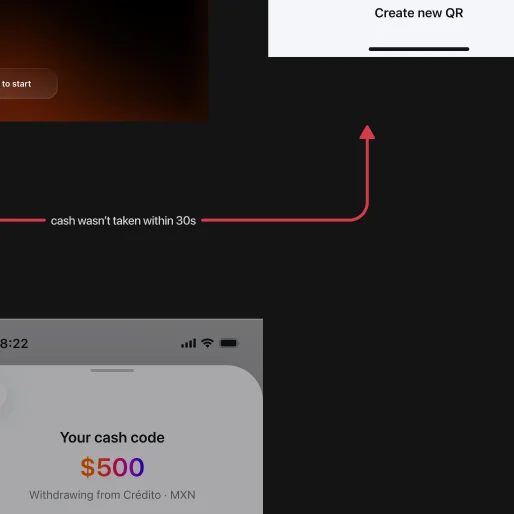 Create new QR
to start
cash wasn't taken within 30s
8:22
Your cash code
$500
Withdrawing from Crédito · MXN